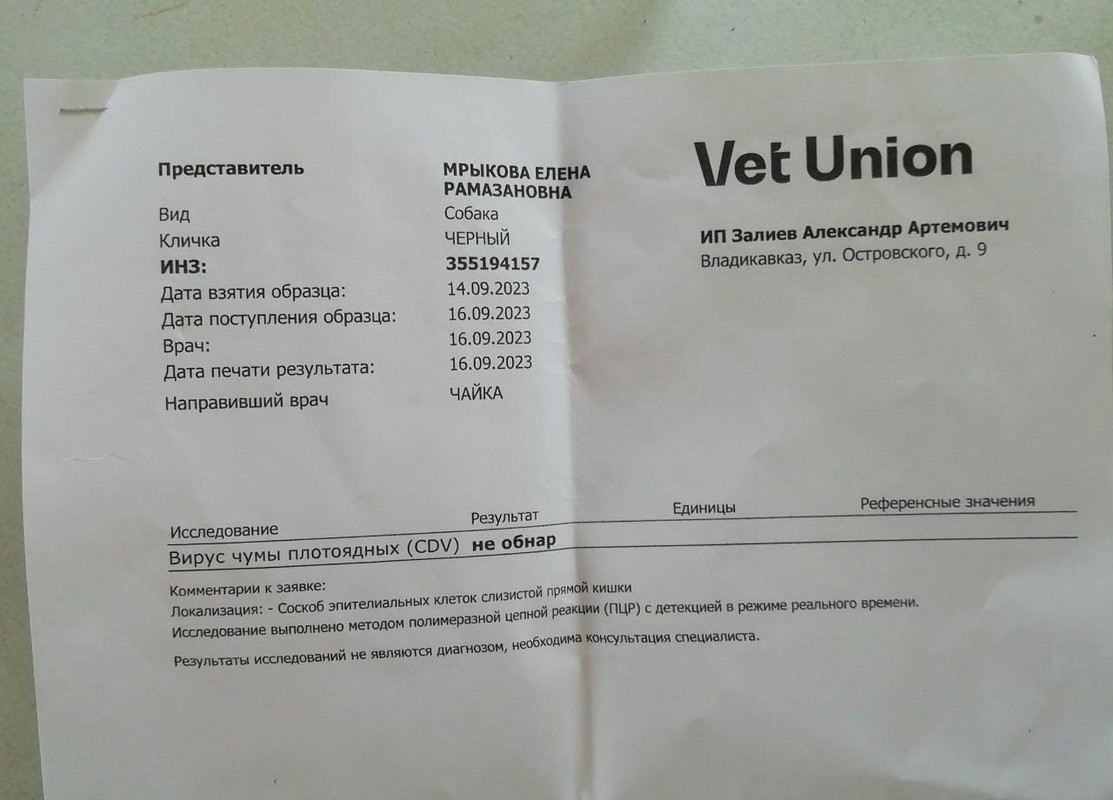 Представитель МРЫКОВА ЕЛЕНА
РАМАЗАНОВНА
Вид Собака
Кличка ЧЕРНЫЙ
ИНЗ: 355194157
Дата взятия образца: 14.09.2023
Дата поступления образца: 16.09.2023
Врач: 16.09.2023
Дата печати результата: 16.09.2023
Направивший врач ЧАЙКА
Vet Union
ИП Залиев Александр Артемович
Владикавказ, ул. Островского, д. 9
Исследование Результат Единицы Референсные значения
Вирус чумы плотоядных (CDV) не обнар
Комментарии к заявке:
Локализация: - Соскоб эпителиальных клеток слизистой прямой кишки
Исследование выполнено методом полимеразной цепной реакции (ПЦР) с детекцией в режиме реального времени.
Результаты исследований не являются диагнозом, необходима консультация специалиста.